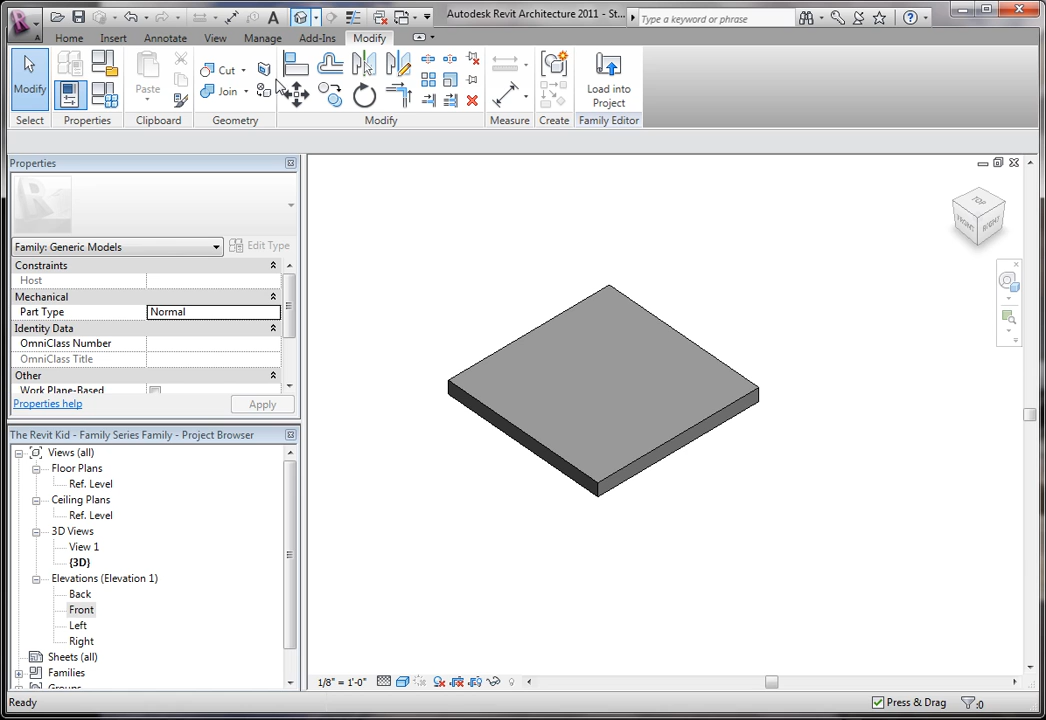 Autodesk Revit Architecture 2011 - St...
Type a keyword or phrase
Home Insert Annotate View Manage Add-Ins Modify
Modify
Paste
Cut
Join
Load into
Project
Select Properties Clipboard Geometry Modify Measure Create Family Editor
Properties
Family: Generic Models
Edit Type
Constraints
Host
Mechanical
Part Type Normal
Identity Data
OmniClass Number
OmniClass Title
Other
Work Plane-Based
Properties help
Apply
The Revit Kid - Family Series Family - Project Browser
Views (all)
Floor Plans
Ref. Level
Ceiling Plans
Ref. Level
3D Views
View 1
{3D}
Elevations (Elevation 1)
Back
Front
Left
Right
Sheets (all)
Families
Groups
TOP
FRONT
RIGHT
1/8" = 1'-0"
Ready
Press & Drag
:0